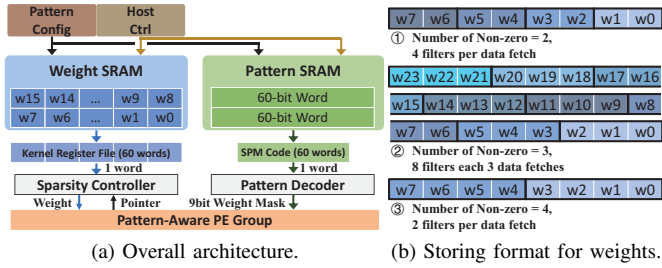 Pattern
Config
Host
Ctrl
Weight SRAM
w15 w14 ... w9 w8
w7 w6 ... w1 w0
Pattern SRAM
60-bit Word
60-bit Word
Kernel Register File (60 words)
SPM Code (60 words)
1 word
1 word
Sparsity Controller
Pattern Decoder
Weight
Pointer
9bit Weight Mask
Pattern-Aware PE Group
(a) Overall architecture.
w7 w6 w5 w4 w3 w2 w1 w0
① Number of Non-zero = 2,
4 filters per data fetch
w23 w22 w21 w20 w19 w18 w17 w16
w15 w14 w13 w12 w11 w10 w9 w8
w7 w6 w5 w4 w3 w2 w1 w0
② Number of Non-zero = 3,
8 filters each 3 data fetches
w7 w6 w5 w4 w3 w2 w1 w0
③ Number of Non-zero = 4,
2 filters per data fetch
(b) Storing format for weights.